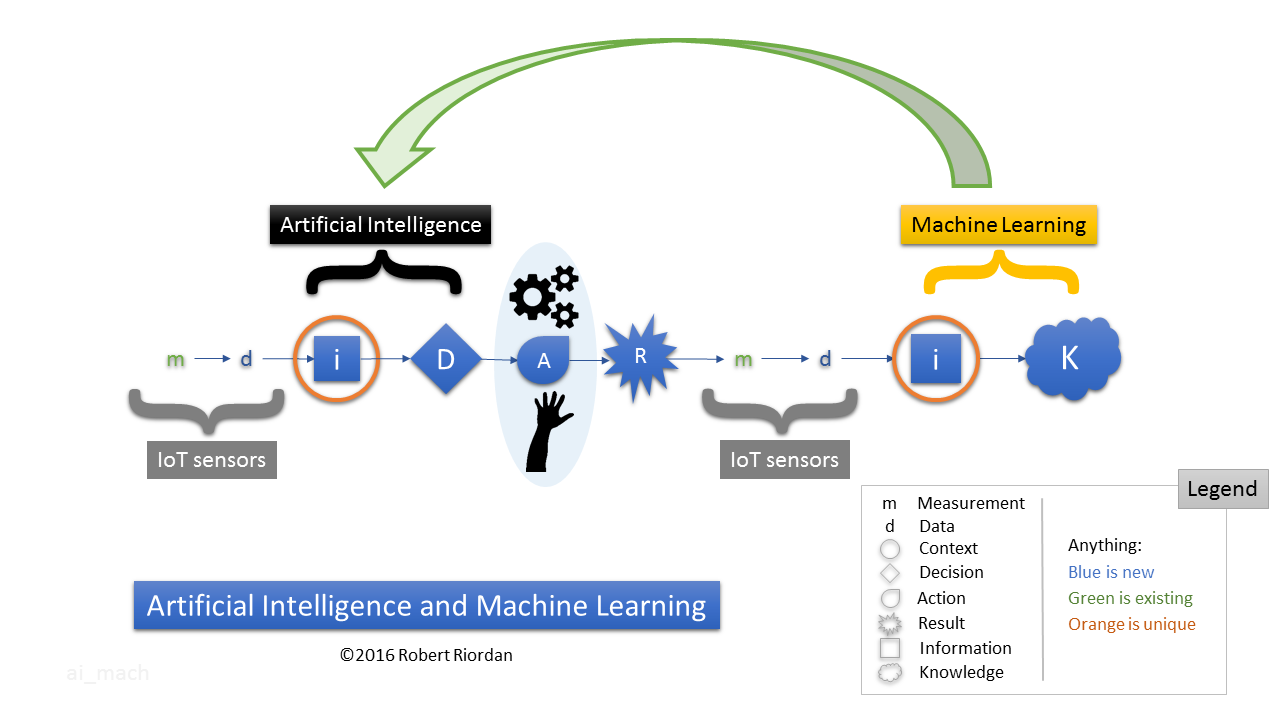 Artificial Intelligence
Machine Learning
m d i D A R m d i K
IoT sensors
IoT sensors
Legend
m Measurement
d Data
Context
Decision
Action
Result
Information
Knowledge
Anything:
Blue is new
Green is existing
Orange is unique
Artificial Intelligence and Machine Learning
©2016 Robert Riordan
ai_mach